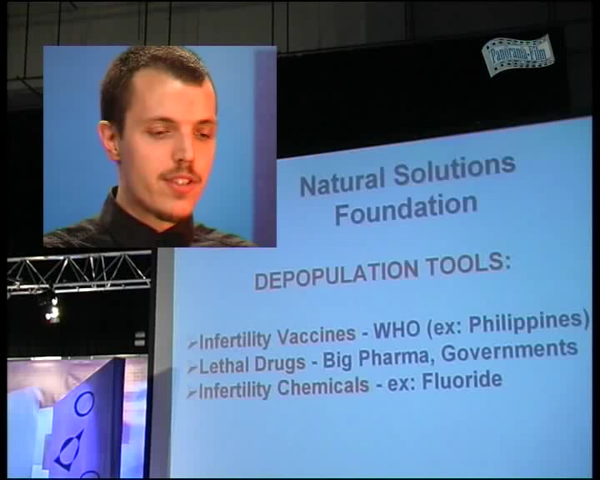 Panorama-Film
Natural Solutions
Foundation
DEPOPULATION TOOLS:
➢Infertility Vaccines - WHO (ex: Philippines)
➢Lethal Drugs - Big Pharma, Governments
➢Infertility Chemicals - ex: Fluoride